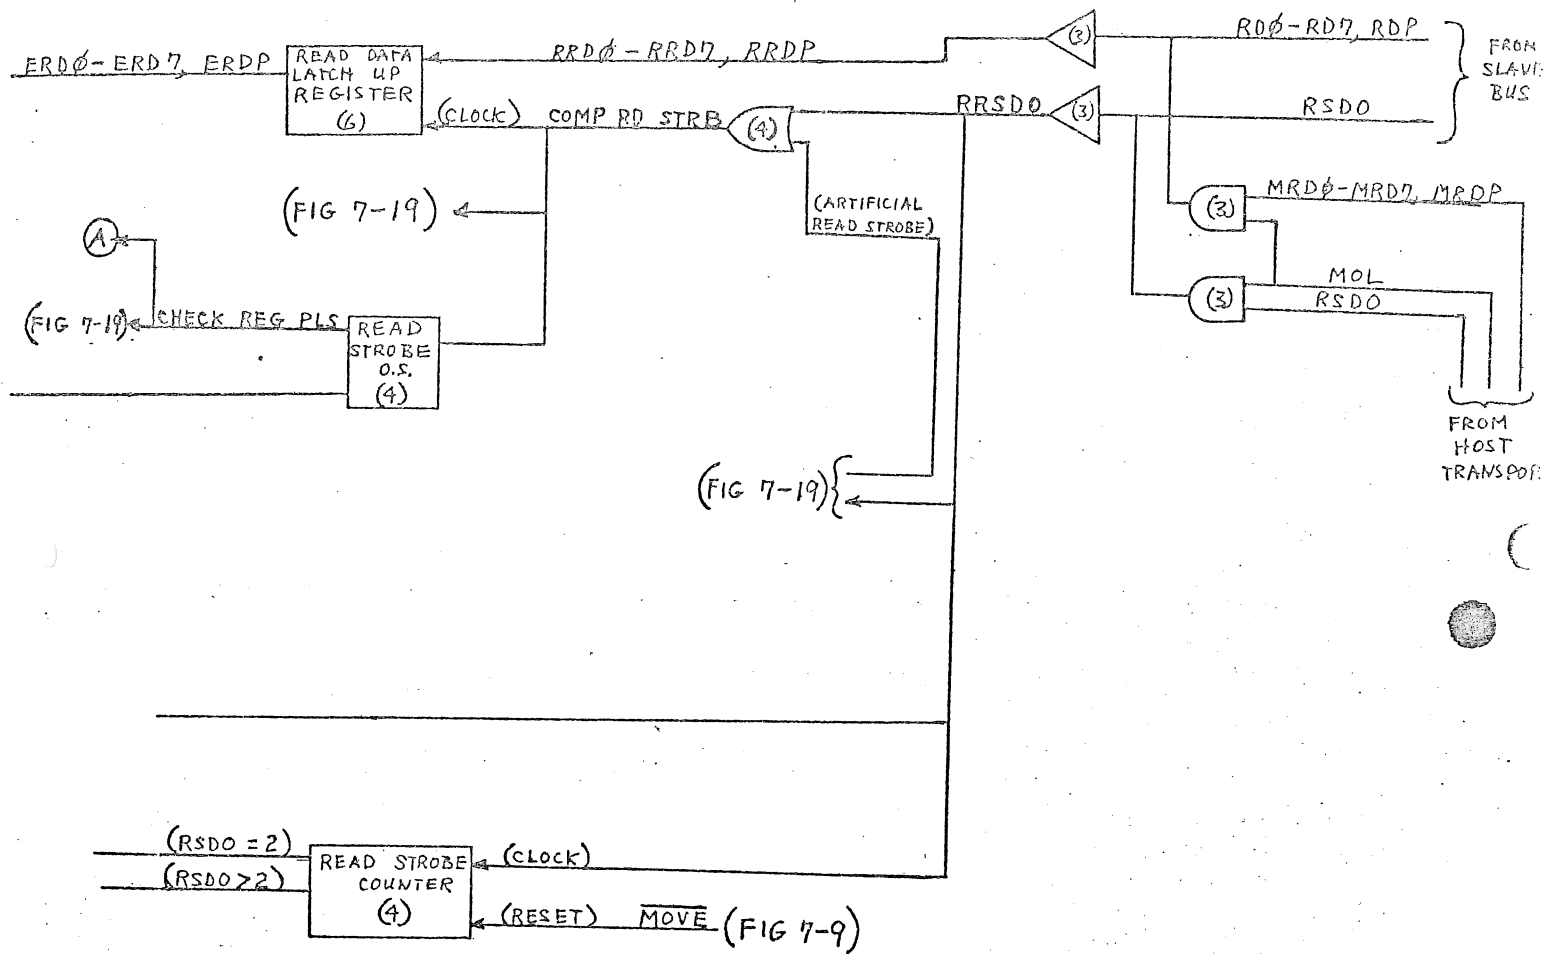 ERDØ-ERD7, ERDP
READ DATA
LATCH UP
REGISTER
(6)
RRDØ-RRD7, RRDP
(3)
RDØ-RD7, RDP
FROM
SLAVE
BUS
(CLOCK) COMP RD STRB
(4)
RRSDO
(3)
RSDO
(FIG 7-19)
(ARTIFICIAL
READ STROBE)
MRDØ-MRD7, MRDP
(3)
A
MOL
(3)
RSDO
(FIG 7-19)
CHECK REG PLS
READ
STROBE
O.S.
(4)
FROM
HOST
TRANSPOR
(FIG 7-19)
(RSDO = 2)
(RSDO > 2)
READ STROBE
COUNTER
(4)
(CLOCK)
(RESET) MOVE (FIG 7-9)